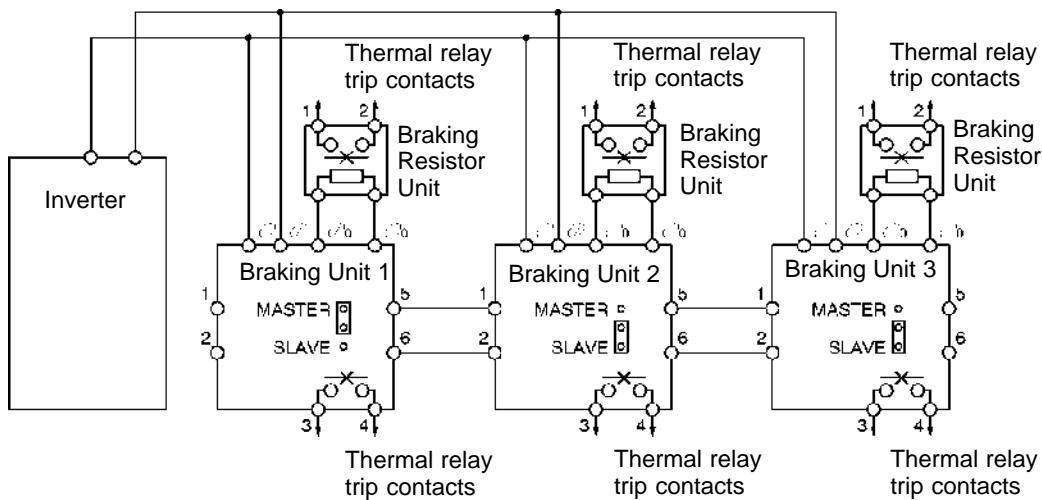 Thermal relay
trip contacts
Thermal relay
trip contacts
Thermal relay
trip contacts
1 2
1 2
1 2
Braking
Resistor
Unit
Braking
Resistor
Unit
Braking
Resistor
Unit
Inverter
Braking Unit 1
Braking Unit 2
Braking Unit 3
1 MASTER 5
2 SLAVE 6
3 4
1 MASTER 5
2 SLAVE 6
3 4
1 MASTER 5
2 SLAVE 6
3 4
Thermal relay
trip contacts
Thermal relay
trip contacts
Thermal relay
trip contacts